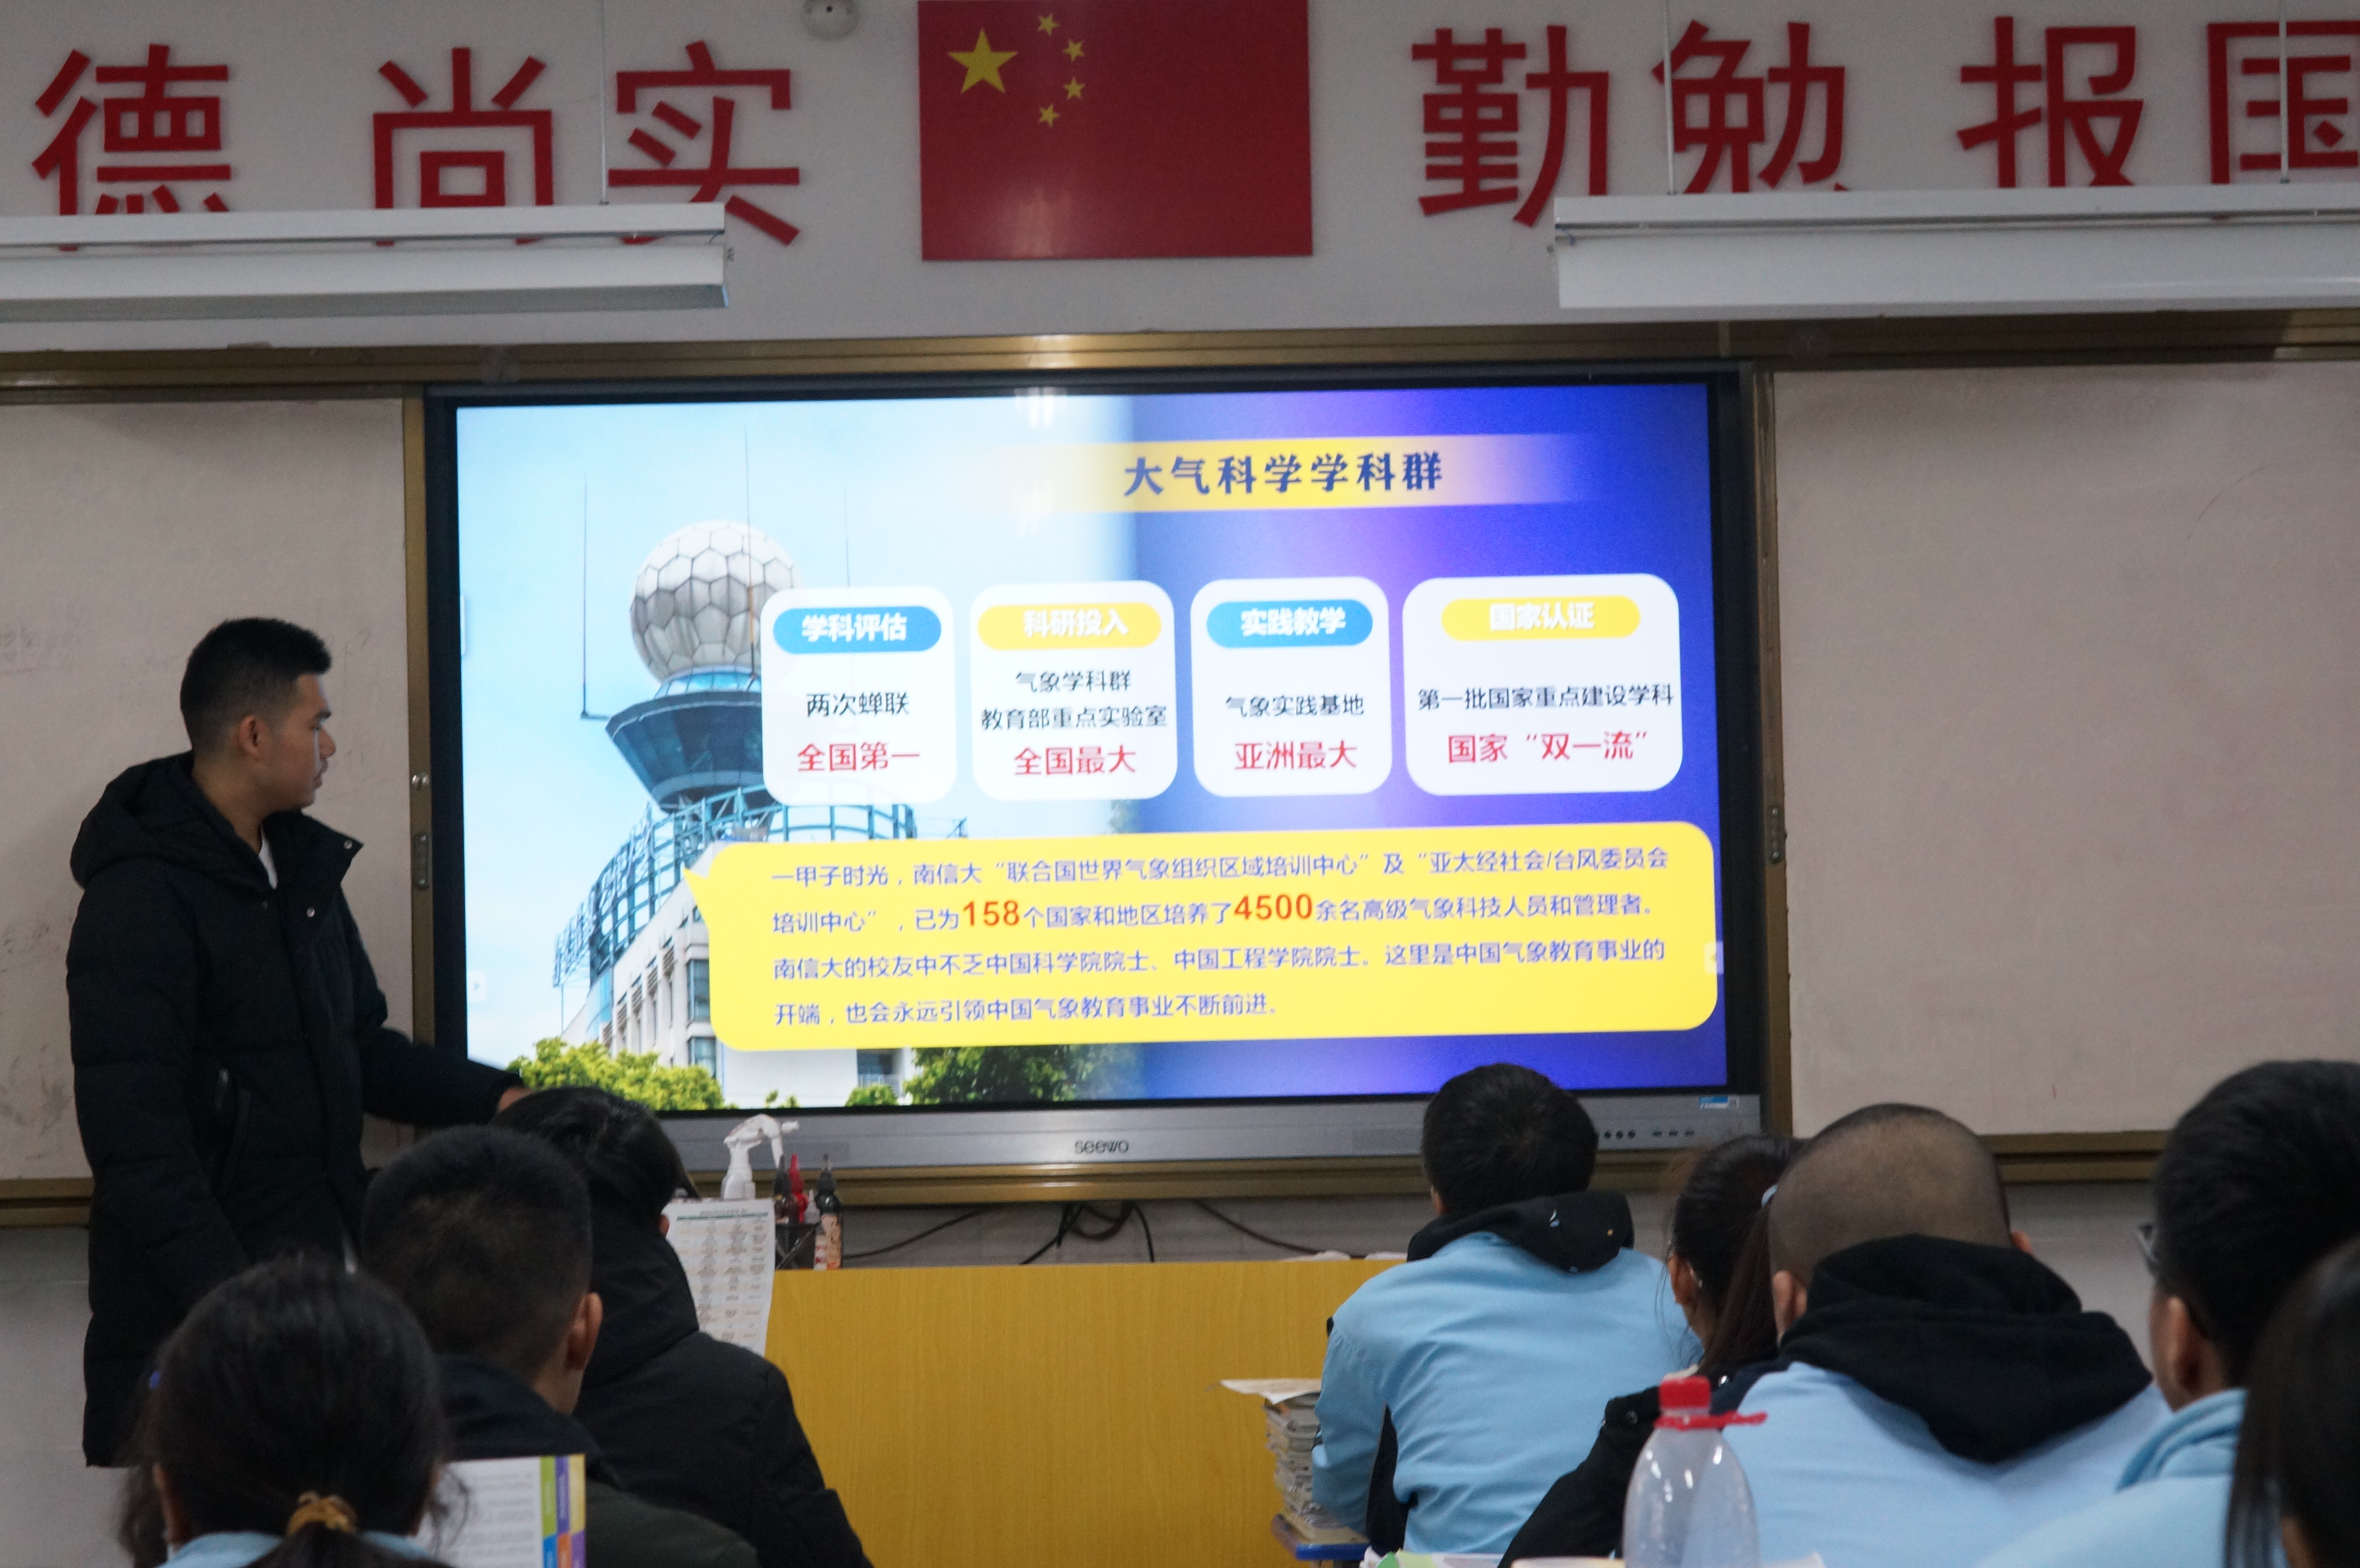 德 尚实 勤勉 报国
大气科学学科群
学科评估
两次蝉联
全国第一
科研投入
气象学科群
教育部重点实验室
全国最大
实践教学
气象实践基地
亚洲最大
国家认证
第一批国家重点建设学科
国家“双一流”
一甲子时光，南信大“联合国世界气象组织区域培训中心”及“亚太经社会/台风委员会
培训中心”，已为158个国家和地区培养了4500余名高级气象科技人员和管理者。
南信大的校友中不乏中国科学院院士、中国工程学院院士。这里是中国气象教育事业的
开端，也会永远引领中国气象教育事业不断前进。
seewo